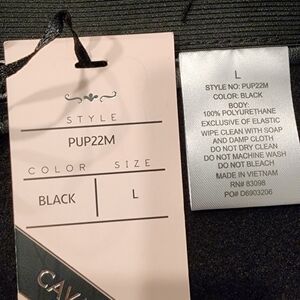 STYLE
PUP22M
COLOR SIZE
BLACK L
L
STYLE NO: PUP22M
COLOR: BLACK
BODY:
100% POLYURETHANE
EXCLUSIVE OF ELASTIC
WIPE CLEAN WITH SOAP
AND DAMP CLOTH
DO NOT DRY CLEAN
DO NOT MACHINE WASH
DO NOT BLEACH
MADE IN VIETNAM
RN# 83098
PO# D6903206